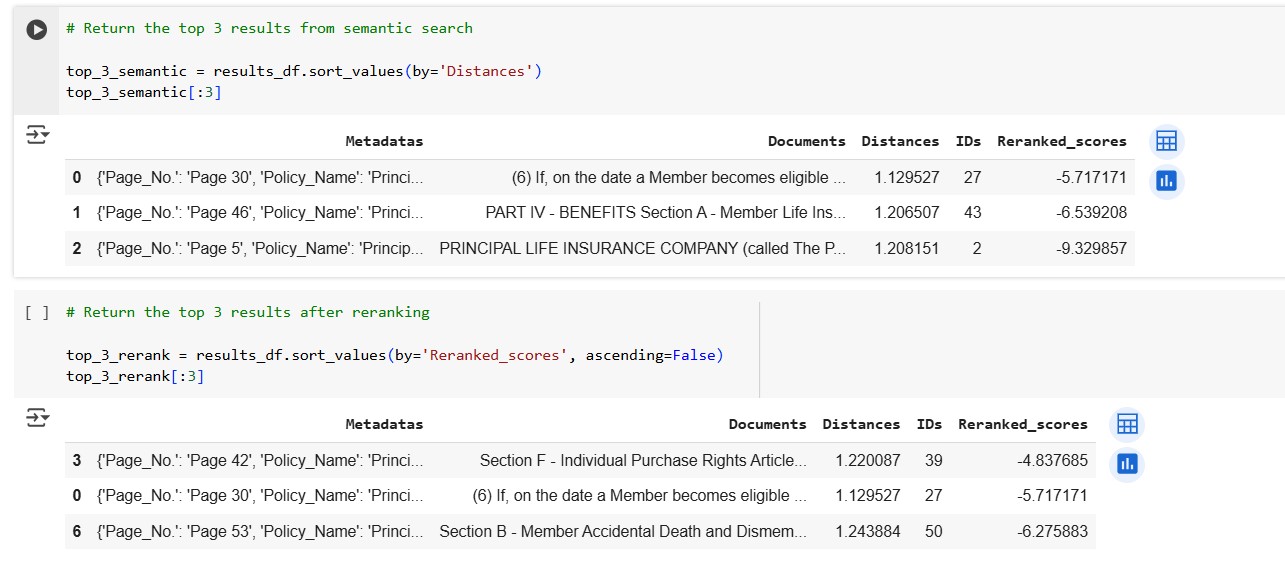 # Return the top 3 results from semantic search
top_3_semantic = results_df.sort_values(by='Distances')
top_3_semantic[:3]
Metadatas Documents Distances IDs Reranked_scores
0 {'Page_No.': 'Page 30', 'Policy_Name': 'Princi... (6) If, on the date a Member becomes eligible ... 1.129527 27 -5.717171
1 {'Page_No.': 'Page 46', 'Policy_Name': 'Princi... PART IV - BENEFITS Section A - Member Life Ins... 1.206507 43 -6.539208
2 {'Page_No.': 'Page 5', 'Policy_Name': 'Princip... PRINCIPAL LIFE INSURANCE COMPANY (called The P... 1.208151 2 -9.329857
[ ] # Return the top 3 results after reranking
top_3_rerank = results_df.sort_values(by='Reranked_scores', ascending=False)
top_3_rerank[:3]
Metadatas Documents Distances IDs Reranked_scores
3 {'Page_No.': 'Page 42', 'Policy_Name': 'Princi... Section F - Individual Purchase Rights Article... 1.220087 39 -4.837685
0 {'Page_No.': 'Page 30', 'Policy_Name': 'Princi... (6) If, on the date a Member becomes eligible ... 1.129527 27 -5.717171
6 {'Page_No.': 'Page 53', 'Policy_Name': 'Princi... Section B - Member Accidental Death and Dismem... 1.243884 50 -6.275883